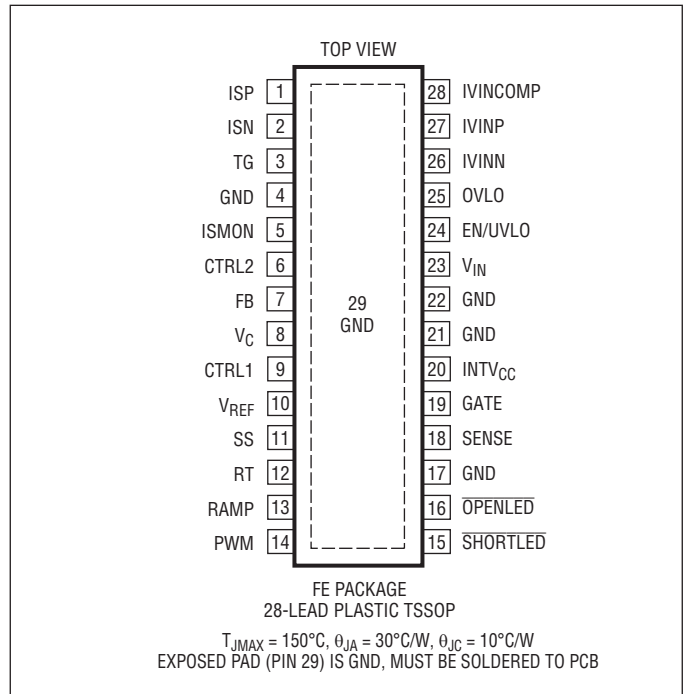 TOP VIEW
ISP 1
ISN 2
TG 3
GND 4
ISMON 5
CTRL2 6
FB 7
VC 8
CTRL1 9
VREF 10
SS 11
RT 12
RAMP 13
PWM 14
29
GND
28 IVINCOMP
27 IVINP
26 IVINN
25 OVLO
24 EN/UVLO
23 VIN
22 GND
21 GND
20 INTVCC
19 GATE
18 SENSE
17 GND
16 OPENLED
15 SHORTLED
FE PACKAGE
28-LEAD PLASTIC TSSOP
TJMAX = 150°C, θJA = 30°C/W, θJC = 10°C/W
EXPOSED PAD (PIN 29) IS GND, MUST BE SOLDERED TO PCB